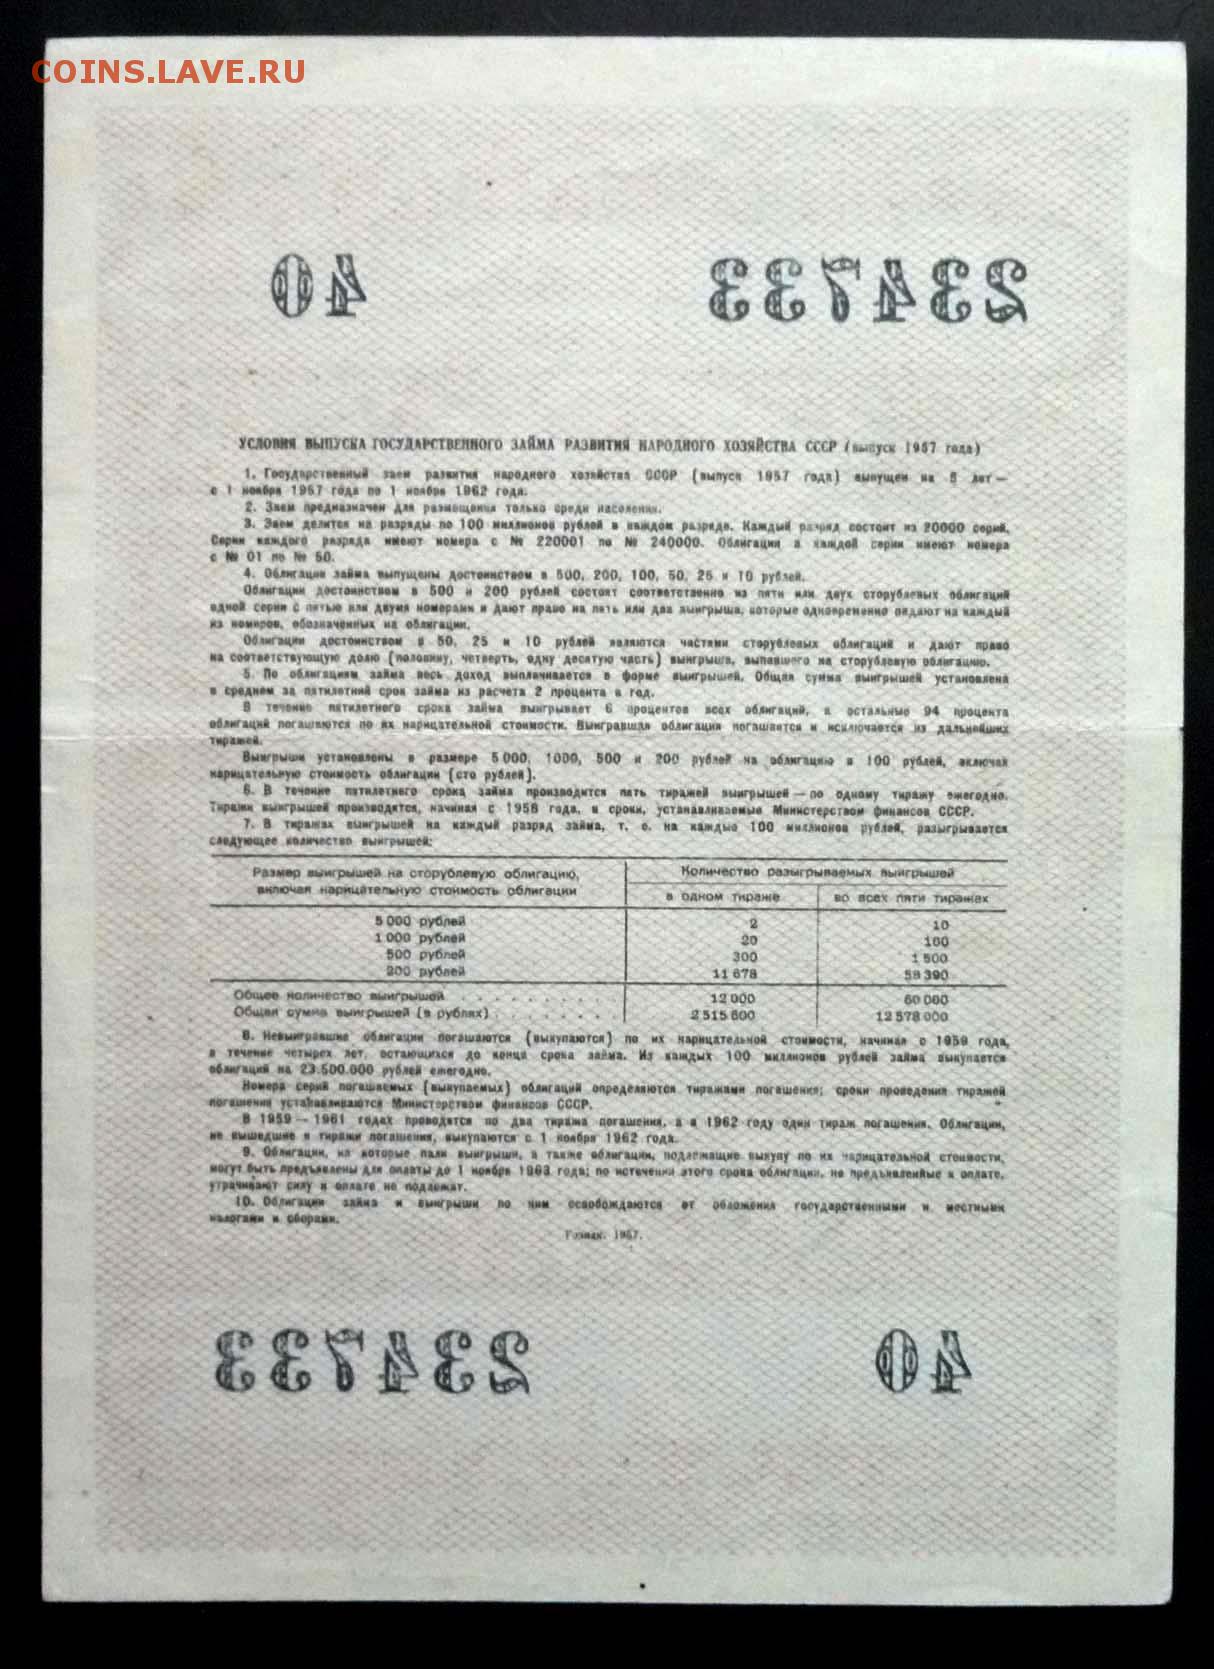 COINS.LAVE.RU
40 234733
УСЛОВИЯ ВЫПУСКА ГОСУДАРСТВЕННОГО ЗАЙМА РАЗВИТИЯ НАРОДНОГО ХОЗЯЙСТВА СССР (выпуск 1957 года)
1. Государственный заем развития народного хозяйства СССР (выпуск 1957 года) выпущен на 5 лет —
с 1 ноября 1957 года по 1 ноября 1962 года.
2. Заем предназначен для размещения только среди населения.
3. Заем делится на разряды по 100 миллионов рублей в каждом разряде. Каждый разряд состоит из 20000 серий.
Серии каждого разряда имеют номера с № 220001 по № 240000. Облигации в каждой серии имеют номера
с № 01 по № 50.
4. Облигации займа выпущены достоинством в 500, 200, 100, 50, 25 и 10 рублей.
Облигации достоинством в 500 и 200 рублей состоят соответственно из пяти или двух сторублевых облигаций
одной серии с пятью или двумя номерами и дают право на пять или два выигрыша, которые одновременно падают на каждый
из номеров, обозначенных на облигации.
Облигации достоинством в 50, 25 и 10 рублей являются частями сторублевых облигаций и дают право
на соответствующую долю (половину, четверть, одну десятую часть) выигрыша, выпавшего на сторублевую облигацию.
5. По облигациям займа весь доход выплачивается в форме выигрышей. Общая сумма выигрышей установлена
в среднем за пятилетний срок займа из расчета 2 процента в год.
В течение пятилетнего срока займа выигрывает 6 процентов всех облигаций, а остальные 94 процента
облигаций погашаются по их нарицательной стоимости. Выигравшая облигация погашается и исключается из дальнейших
тиражей.
Выигрыши установлены в размере 5 000, 1000, 500 и 200 рублей на облигацию в 100 рублей, включая
нарицательную стоимость облигации (сто рублей).
6. В течение пятилетнего срока займа производится пять тиражей выигрышей — по одному тиражу ежегодно.
Тиражи выигрышей производятся, начиная с 1958 года, в сроки, устанавливаемые Министерством финансов СССР.
7. В тиражах выигрышей на каждый разряд займа, т. е. на каждые 100 миллионов рублей, разыгрывается
следующее количество выигрышей:
Размер выигрышей на сторублевую облигацию, Количество разыгрываемых выигрышей
включая нарицательную стоимость облигации в одном тираже во всех пяти тиражах
5 000 рублей 2 10
1 000 рублей 20 100
500 рублей 300 1 500
200 рублей 11 678 58 390
Общее количество выигрышей . . . . . . . . . . 12 000 60 000
Общая сумма выигрышей (в рублях) . . . . . . . . 2 515 600 12 578 000
8. Невыигравшие облигации погашаются (выкупаются) по их нарицательной стоимости, начиная с 1959 года,
в течение четырех лет, остающихся до конца срока займа. Из каждых 100 миллионов рублей займа выкупается
облигаций на 23.500.000 рублей ежегодно.
Номера серий погашаемых (выкупаемых) облигаций определяются тиражами погашения; сроки проведения тиражей
погашения устанавливаются Министерством финансов СССР.
В 1959 — 1961 годах проводятся по два тиража погашения, а в 1962 году один тираж погашения. Облигации,
не вышедшие в тиражи погашения, выкупаются с 1 ноября 1962 года.
9. Облигации, на которые пали выигрыши, а также облигации, подлежащие выкупу по их нарицательной стоимости,
могут быть предъявлены для оплаты до 1 ноября 1963 года; по истечении этого срока облигации, не предъявленные к оплате,
утрачивают силу и оплате не подлежат.
10. Облигации займа и выигрыши по ним освобождаются от обложения государственными и местными
налогами и сборами.
Гознак. 1957.
234733 40